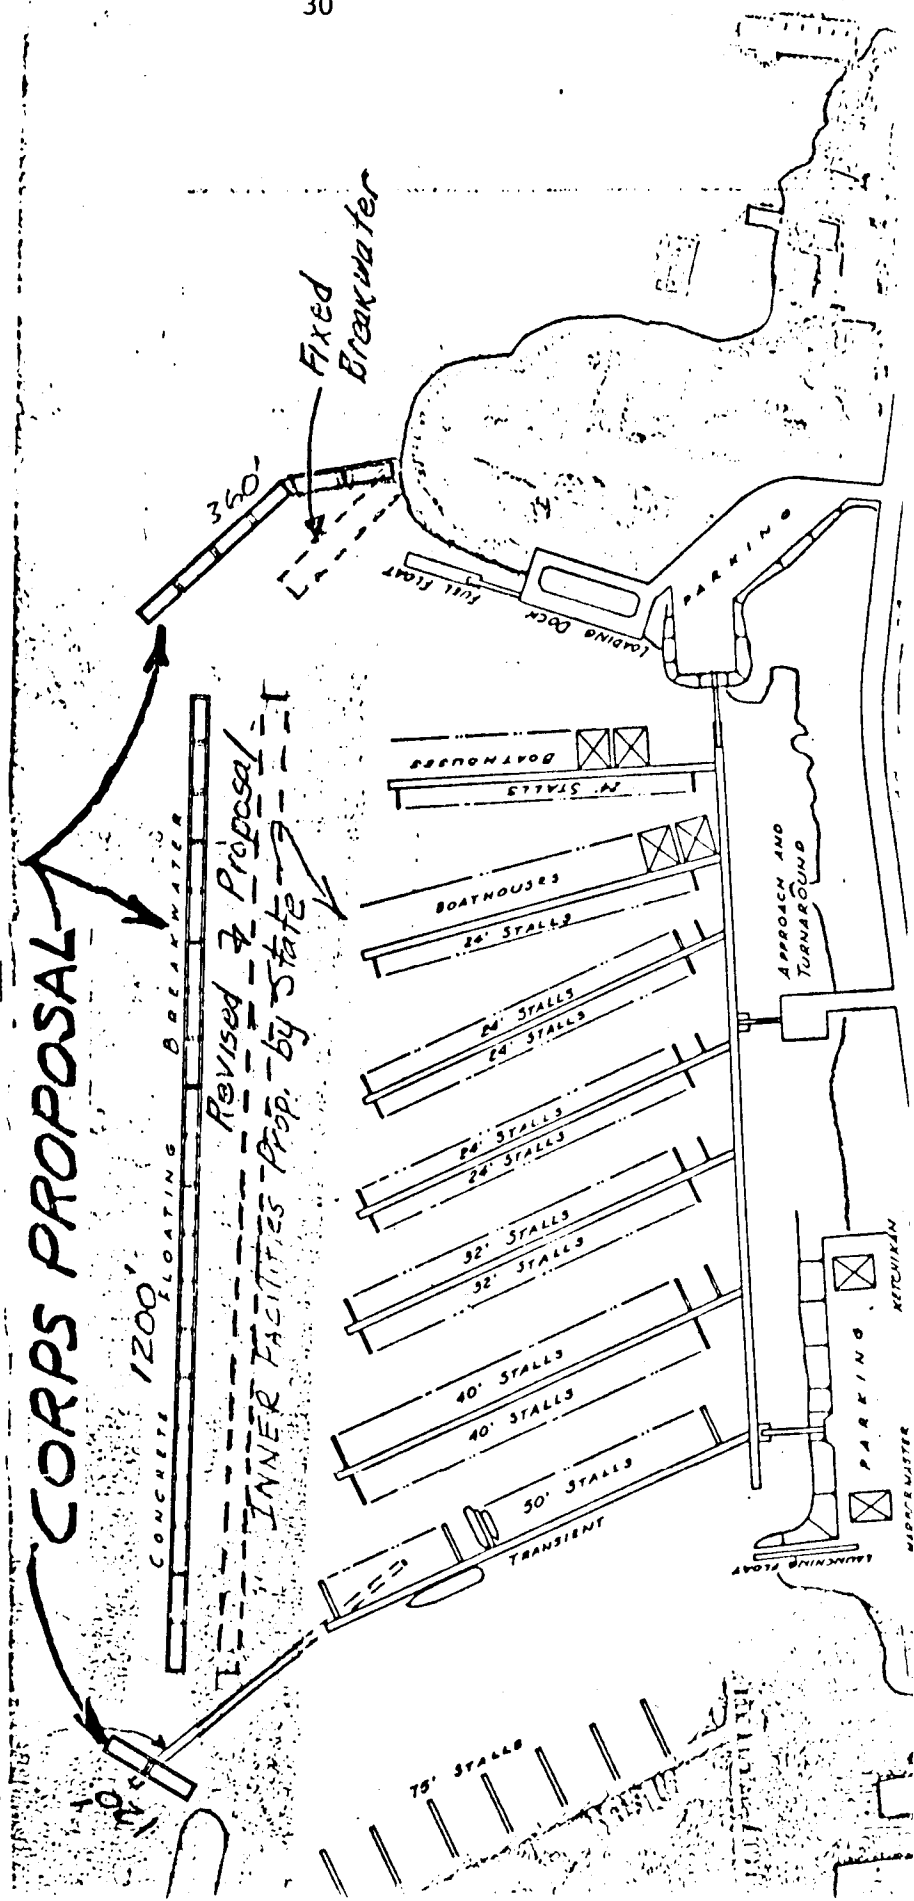 30
CORPS PROPOSAL
360'
Fixed
Breakwater
1200'
CONCRETE FLOATING BREAKWATER
Revised & Proposal
INNER FACILITIES Prop. by State
FUEL FLOAT
LOADING DOCK
PARKING
BOATHOUSES
24' STALLS
BOATHOUSES
24' STALLS
24' STALLS
24' STALLS
24' STALLS
24' STALLS
32' STALLS
32' STALLS
40' STALLS
40' STALLS
50' STALLS
TRANSIENT
75' STALLS
APPROACH AND
TURNAROUND
PARKING
LAUNCHING FLOAT
KETCHIKAN